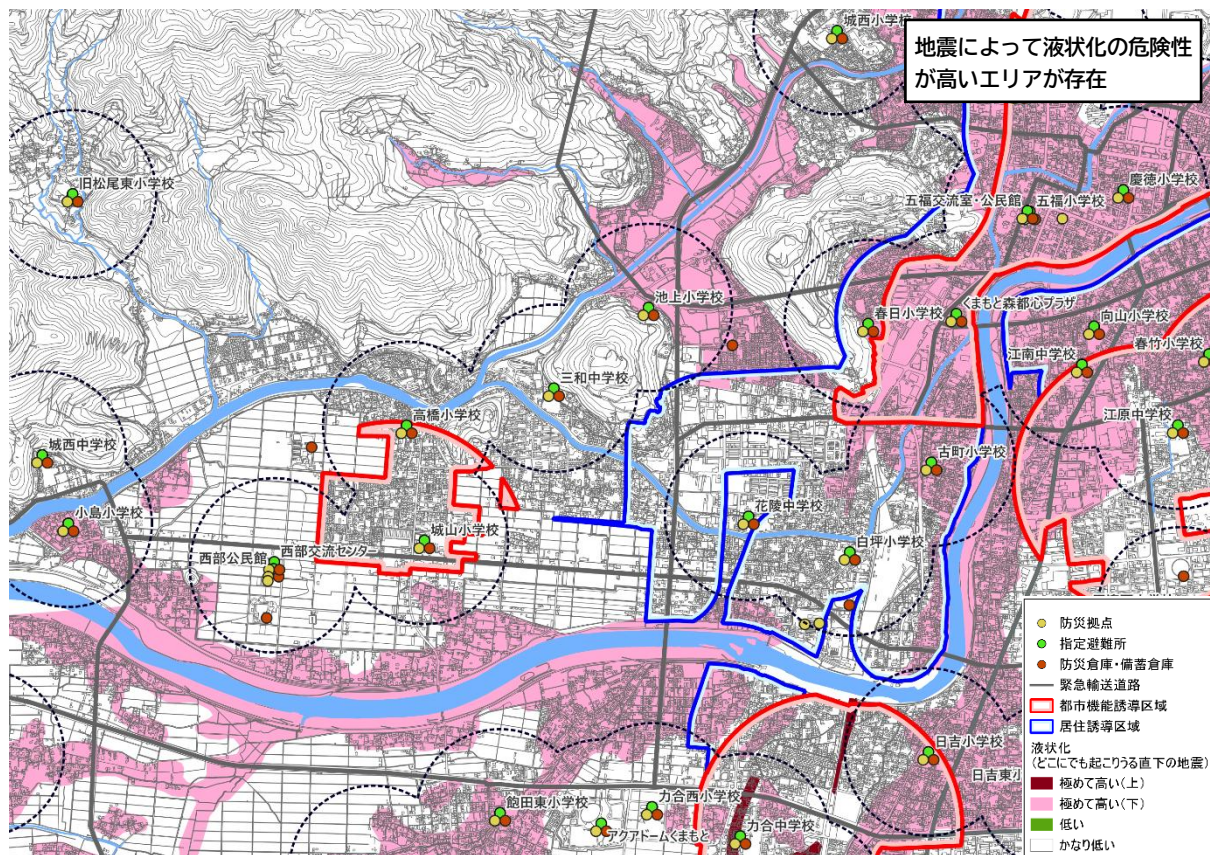 城西小学校
地震によって液状化の危険性
が高いエリアが存在
旧松尾東小学校
慶徳小学校
五福交流室・公民館
五福小学校
池上小学校
春日小学校
くまもと森都心プラザ
向山小学校
春竹小学校
江南中学校
三和中学校
高橋小学校
江原中学校
城西中学校
古町小学校
小島小学校
花陵中学校
城山小学校
白坪小学校
西部公民館
西部交流センタ
防災拠点
指定避難所
防災倉庫・備蓄倉庫
緊急輸送道路
都市機能誘導区域
居住誘導区域
液状化
(どこにでも起こりうる直下の地震)
極めて高い(上)
極めて高い(下)
低い
かなり低い
日吉小学校
日吉東小
飽田東小学校
力合西小学校
アクアドームくまもと
力合中学校